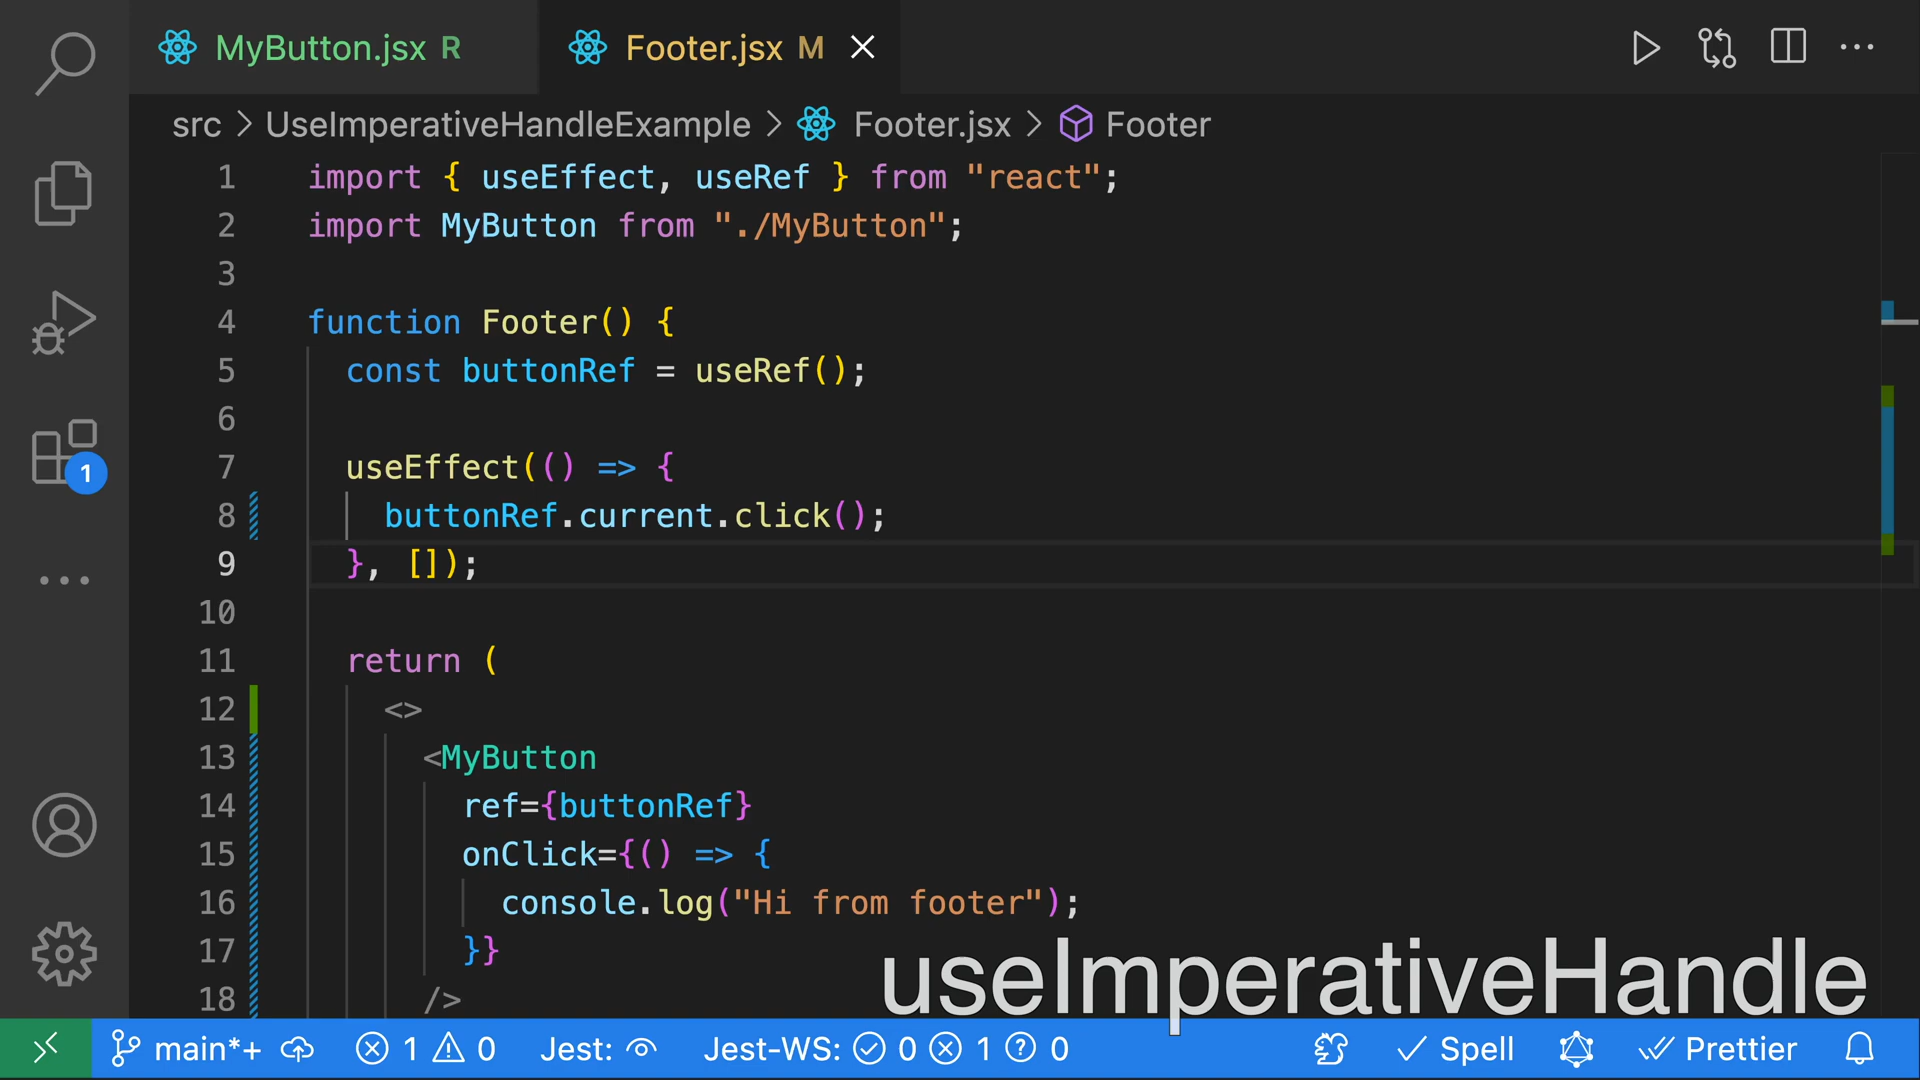 MyButton.jsx R Footer.jsx M
src > UseImperativeHandleExample > Footer.jsx > Footer
1 import { useEffect, useRef } from "react";
2 import MyButton from "./MyButton";
3
4 function Footer() {
5 const buttonRef = useRef();
6
7 useEffect(() => {
8 buttonRef.current.click();
9 }, []);
10
11 return (
12 <>
13 <MyButton
14 ref={buttonRef}
15 onClick={() => {
16 console.log("Hi from footer");
17 }}
18 />
1
useImperativeHandle
main*+ 1 0 Jest: Jest-WS: 0 1 0 Spell Prettier